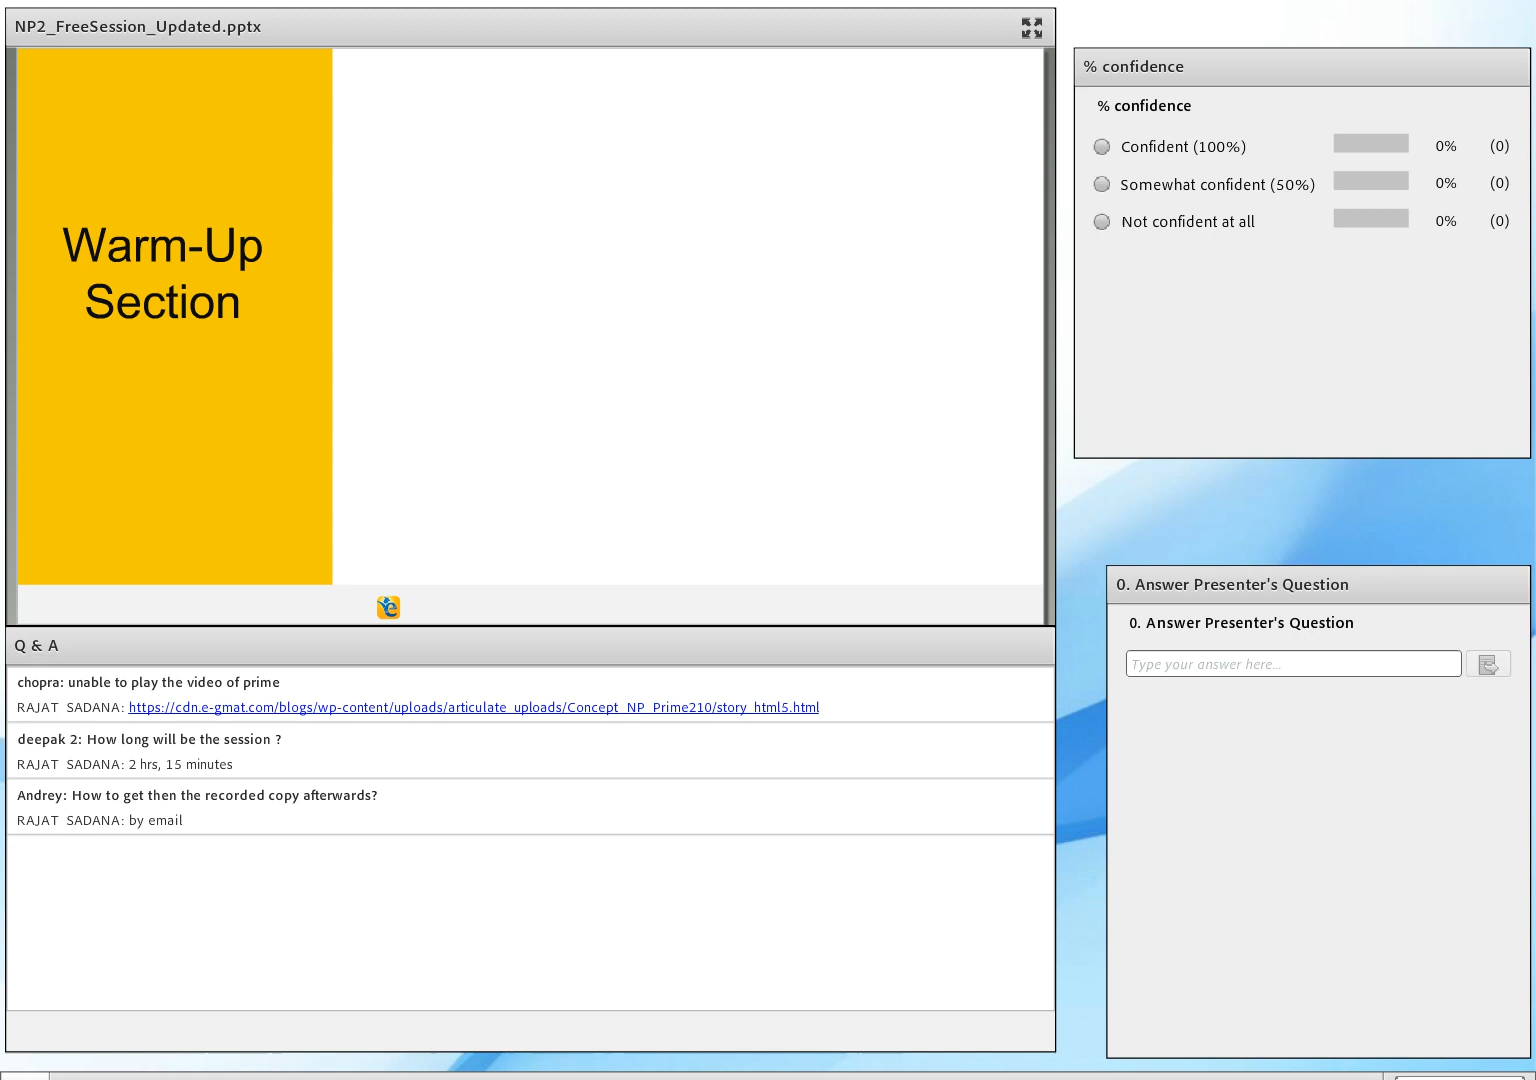 NP2_FreeSession_Updated.pptx
Warm-Up
Section
Q & A
chopra: unable to play the video of prime
RAJAT SADANA: https://cdn.e-gmat.com/blogs/wp-content/uploads/articulate_uploads/Concept_NP_Prime210/story_html5.html
deepak 2: How long will be the session ?
RAJAT SADANA: 2 hrs, 15 minutes
Andrey: How to get then the recorded copy afterwards?
RAJAT SADANA: by email
% confidence
% confidence
Confident (100%) 0% (0)
Somewhat confident (50%) 0% (0)
Not confident at all 0% (0)
0. Answer Presenter's Question
0. Answer Presenter's Question
Type your answer here...